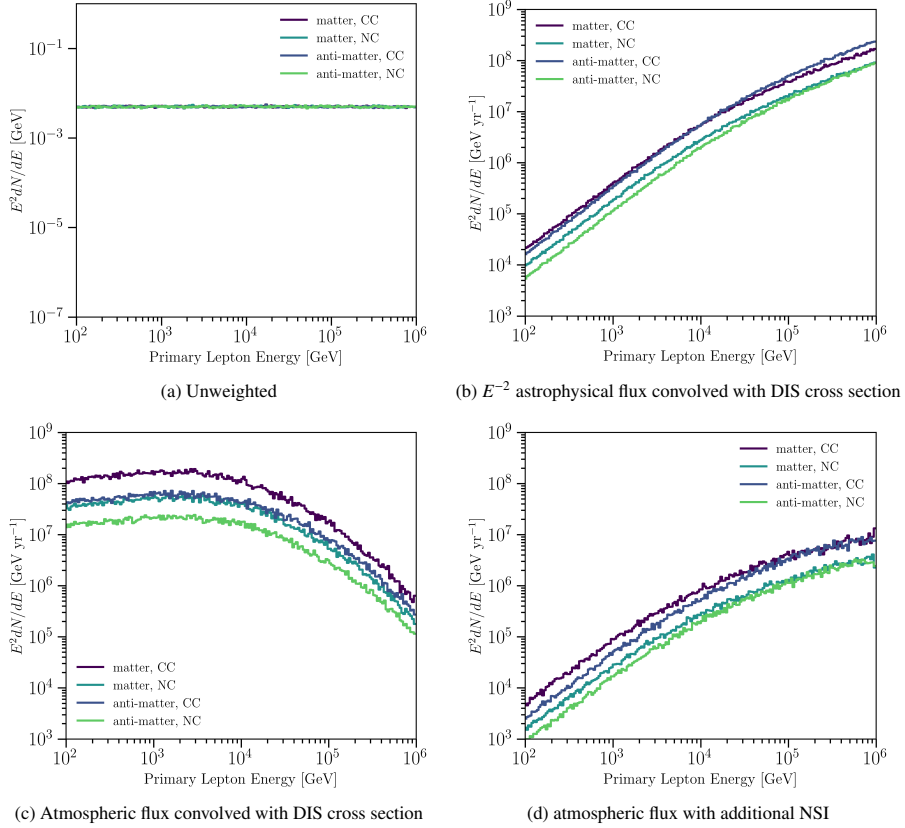 matter, CC
matter, NC
anti-matter, CC
anti-matter, NC
10^{-1}
10^{-3}
10^{-5}
10^{-7}
E^2dN/dE [GeV]
10^2 10^3 10^4 10^5 10^6
Primary Lepton Energy [GeV]
(a) Unweighted
matter, CC
matter, NC
anti-matter, CC
anti-matter, NC
10^9
10^8
10^7
10^6
10^5
10^4
10^3
E^2dN/dE [GeV yr^{-1}]
10^2 10^3 10^4 10^5 10^6
Primary Lepton Energy [GeV]
(b) E^{-2} astrophysical flux convolved with DIS cross section
10^9
10^8
10^7
10^6
10^5
10^4
10^3
E^2dN/dE [GeV yr^{-1}]
matter, CC
matter, NC
anti-matter, CC
anti-matter, NC
10^2 10^3 10^4 10^5 10^6
Primary Lepton Energy [GeV]
(c) Atmospheric flux convolved with DIS cross section
matter, CC
matter, NC
anti-matter, CC
anti-matter, NC
10^9
10^8
10^7
10^6
10^5
10^4
10^3
E^2dN/dE [GeV yr^{-1}]
10^2 10^3 10^4 10^5 10^6
Primary Lepton Energy [GeV]
(d) atmospheric flux with additional NSI